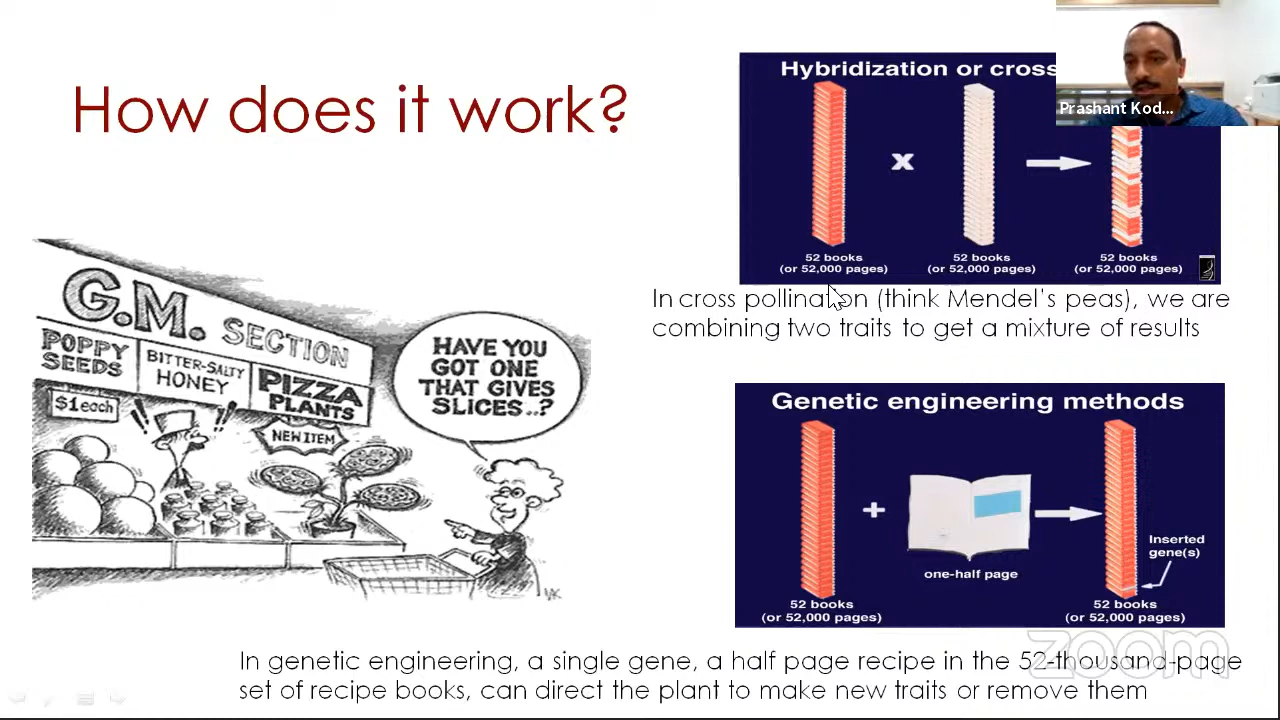 How does it work?
Hybridization or cross
Prashant Kod...
x
52 books
(or 52,000 pages)
52 books
(or 52,000 pages)
52 books
(or 52,000 pages)
In cross pollination (think Mendel's peas), we are
combining two traits to get a mixture of results
G.M. SECTION
POPPY
SEEDS
BITTER-SALTY
HONEY
PIZZA
PLANTS
$1 each
! !
NEW ITEM
HAVE YOU
GOT ONE
THAT GIVES
SLICES..?
Genetic engineering methods
+
one-half page
Inserted
gene(s)
52 books
(or 52,000 pages)
52 books
(or 52,000 pages)
zoom
In genetic engineering, a single gene, a half page recipe in the 52-thousand-page
set of recipe books, can direct the plant to make new traits or remove them